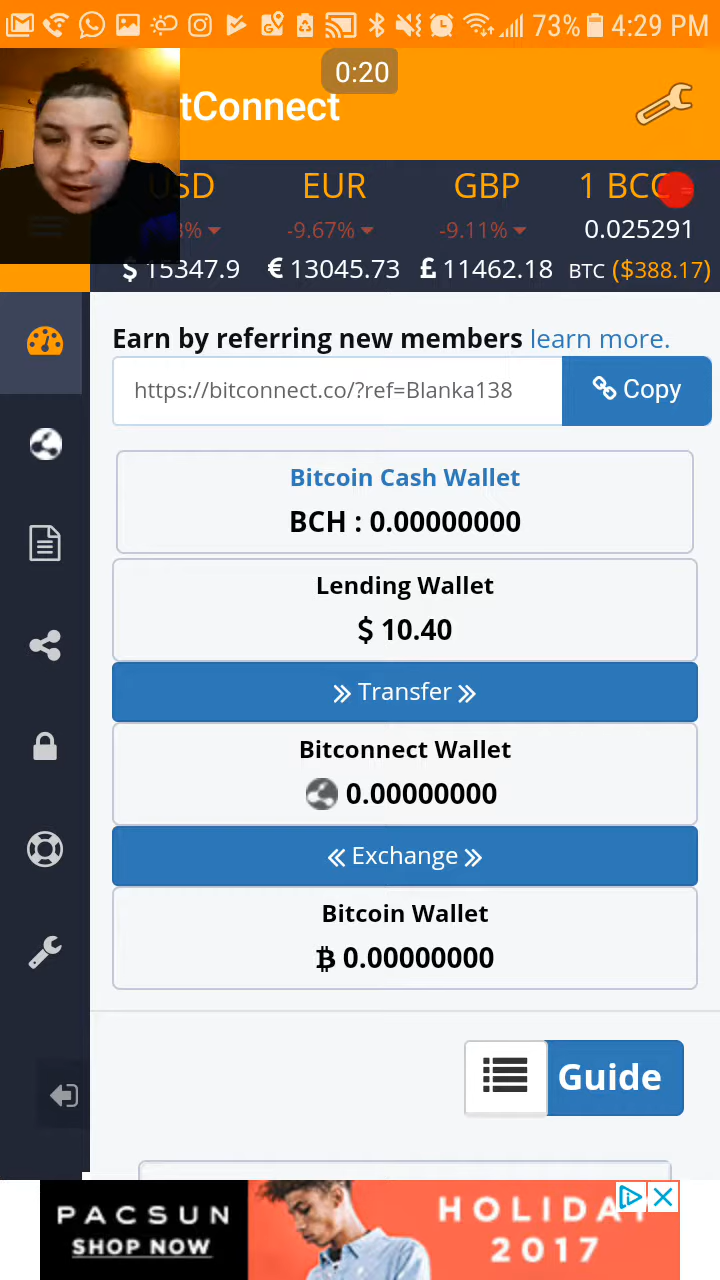 73% 4:29 PM
0:20
tConnect
USD EUR GBP 1 BCC
% -9.67% -9.11% 0.025291
$ 15347.9 € 13045.73 £ 11462.18 BTC ($388.17)
Earn by referring new members learn more.
https://bitconnect.co/?ref=Blanka138 Copy
Bitcoin Cash Wallet
BCH : 0.00000000
Lending Wallet
$ 10.40
Transfer
Bitconnect Wallet
0.00000000
Exchange
Bitcoin Wallet
0.00000000
Guide
PACSUN
SHOP NOW
HOLIDAY
2017